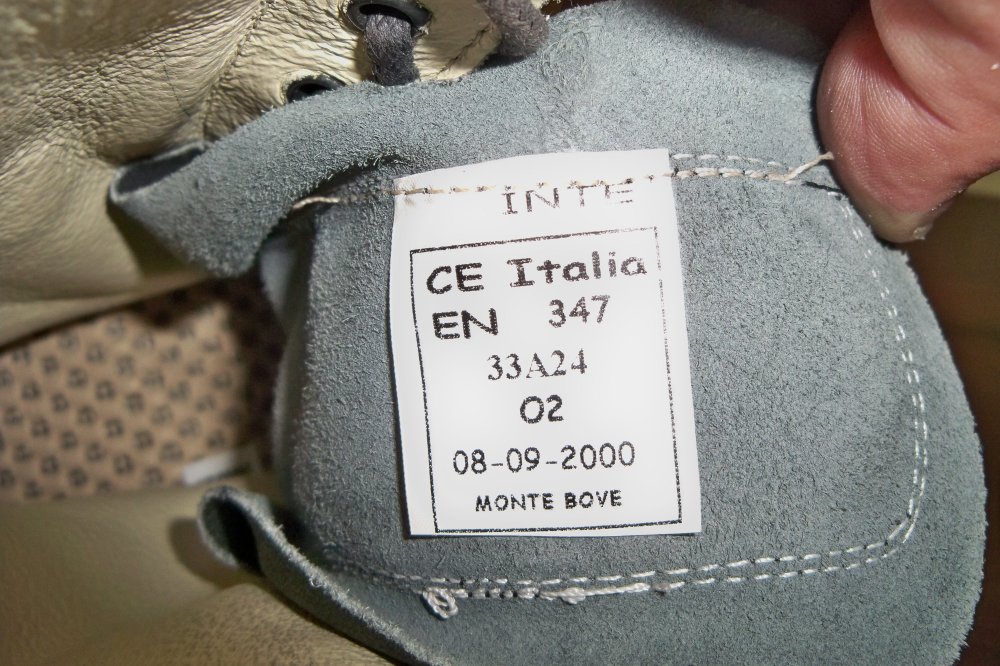 INTE
CE Italia
EN 347
33A24
O2
08-09-2000
MONTE BOVE